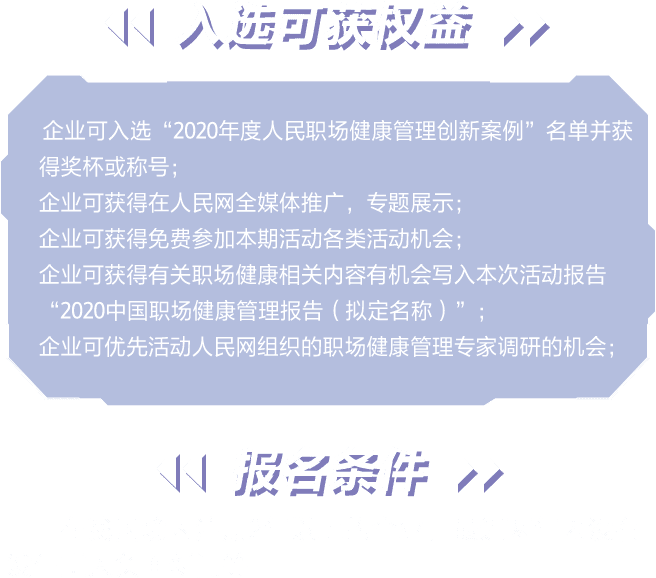 入选可获权益
企业可入选“2020年度人民职场健康管理创新案例”名单并获
得奖杯或称号；
企业可获得在人民网全媒体推广，专题展示；
企业可获得免费参加本期活动各类活动机会；
企业可获得有关职场健康相关内容有机会写入本次活动报告
“2020中国职场健康管理报告（拟定名称）”；
企业可优先活动人民网组织的职场健康管理专家调研的机会；
报名条件